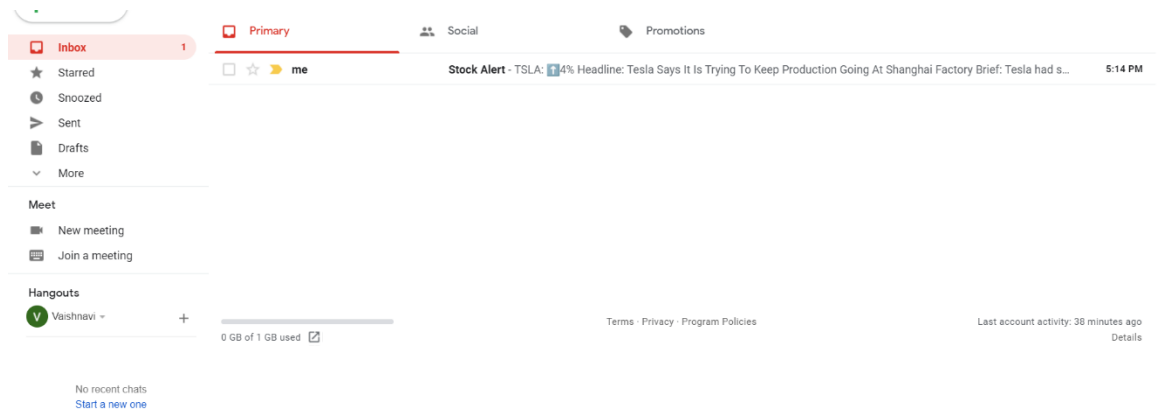 Inbox 1
Starred
Snoozed
Sent
Drafts
More
Meet
New meeting
Join a meeting
Hangouts
V Vaishnavi
No recent chats
Start a new one
Primary Social Promotions
me Stock Alert - TSLA: ⬆️4% Headline: Tesla Says It Is Trying To Keep Production Going At Shanghai Factory Brief: Tesla had s... 5:14 PM
0 GB of 1 GB used
Terms · Privacy · Program Policies
Last account activity: 38 minutes ago
Details